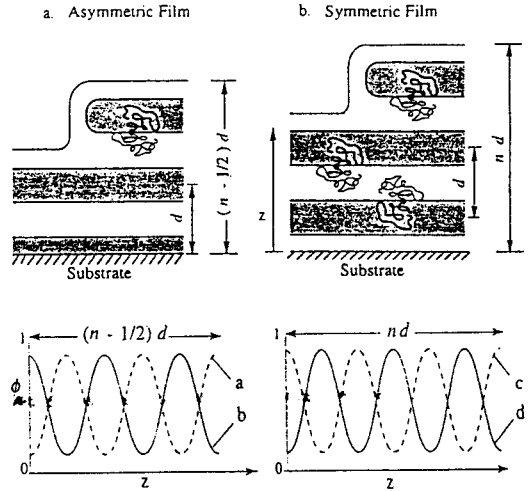 a. Asymmetric Film
b. Symmetric Film
d
(n - 1/2) d
z
d
n d
Substrate
Substrate
(n - 1/2) d
n d
1
ϕ
0
a
b
z
1
0
c
d
z